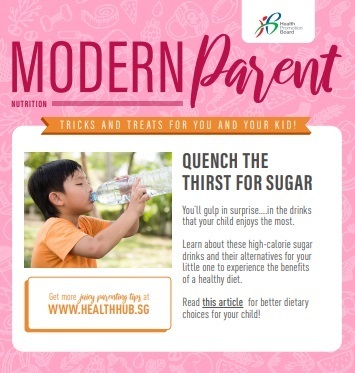 Health
Promotion
Board
MODERN Parent
NUTRITION
TRICKS AND TREATS FOR YOU AND YOUR KID!
QUENCH THE
THIRST FOR SUGAR
You'll gulp in surprise....in the drinks
that your child enjoys the most.
Learn about these high-calorie sugar
drinks and their alternatives for your
little one to experience the benefits
of a healthy diet.
Read this article for better dietary
choices for your child!
Get more juicy parenting tips at
WWW.HEALTHHUB.SG